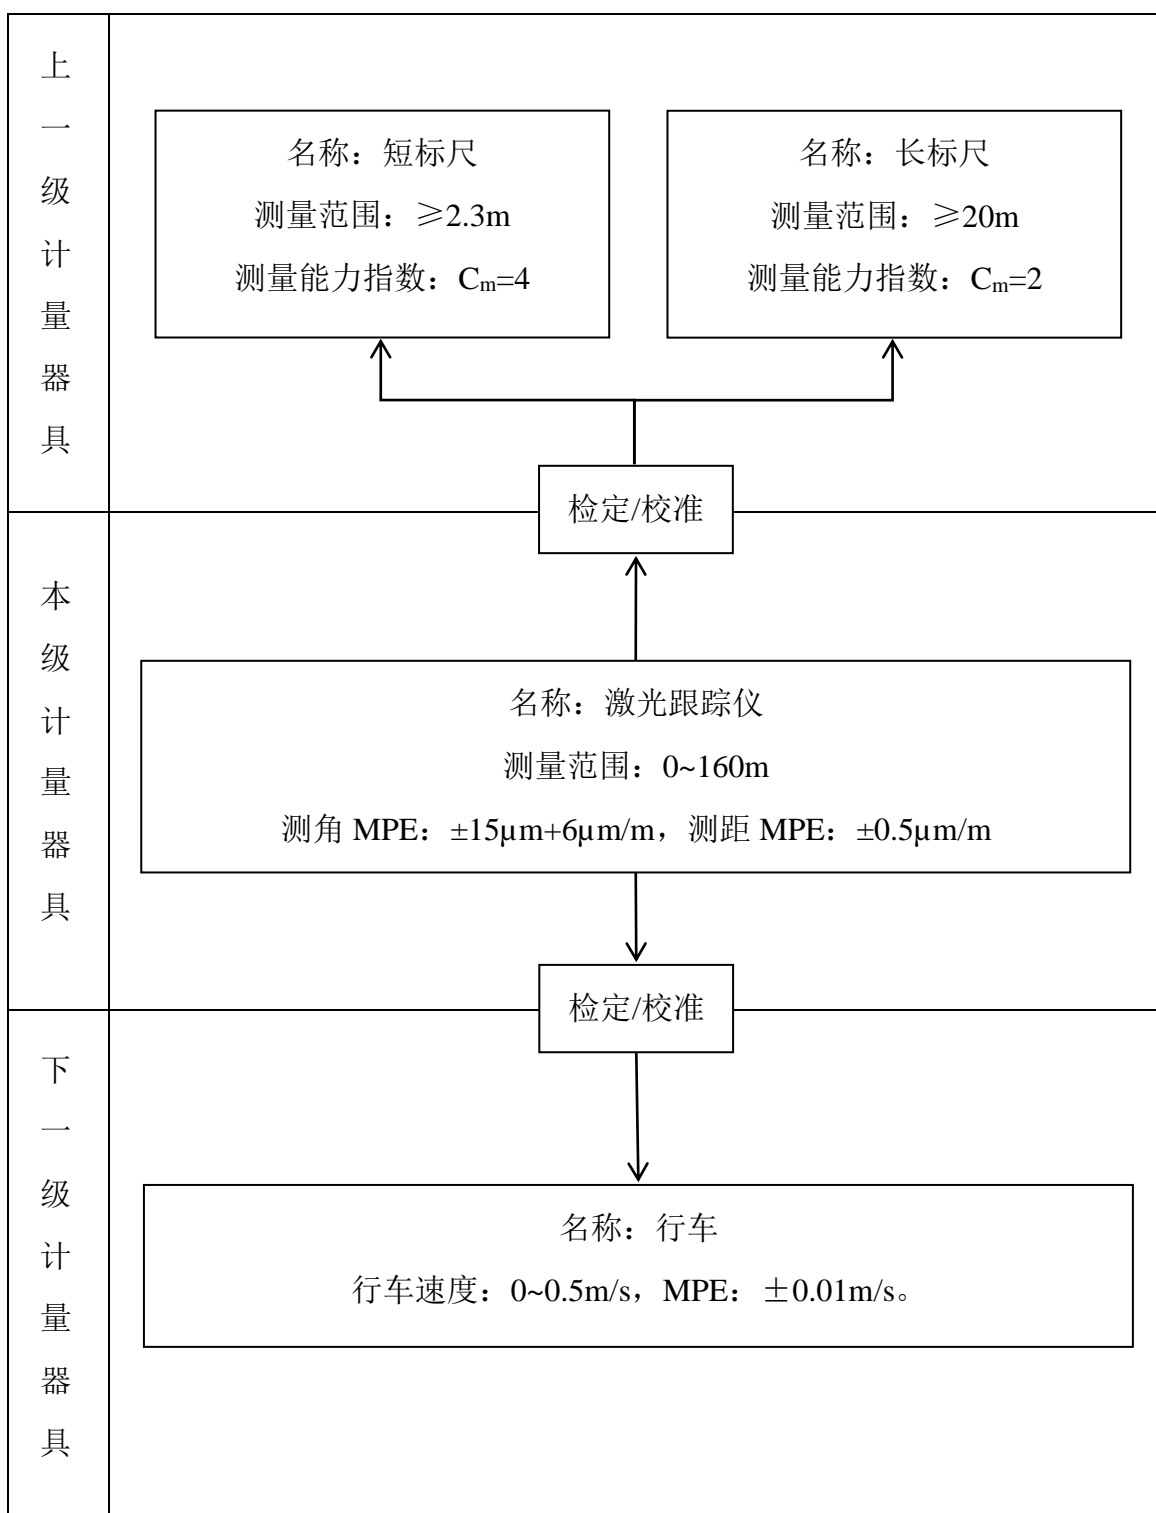 上一级计量器具
名称：短标尺
测量范围：≥2.3m
测量能力指数：Cm=4
名称：长标尺
测量范围：≥20m
测量能力指数：Cm=2
检定/校准
本级计量器具
名称：激光跟踪仪
测量范围：0~160m
测角 MPE：±15μm+6μm/m，测距 MPE：±0.5μm/m
检定/校准
下一级计量器具
名称：行车
行车速度：0~0.5m/s，MPE：±0.01m/s。